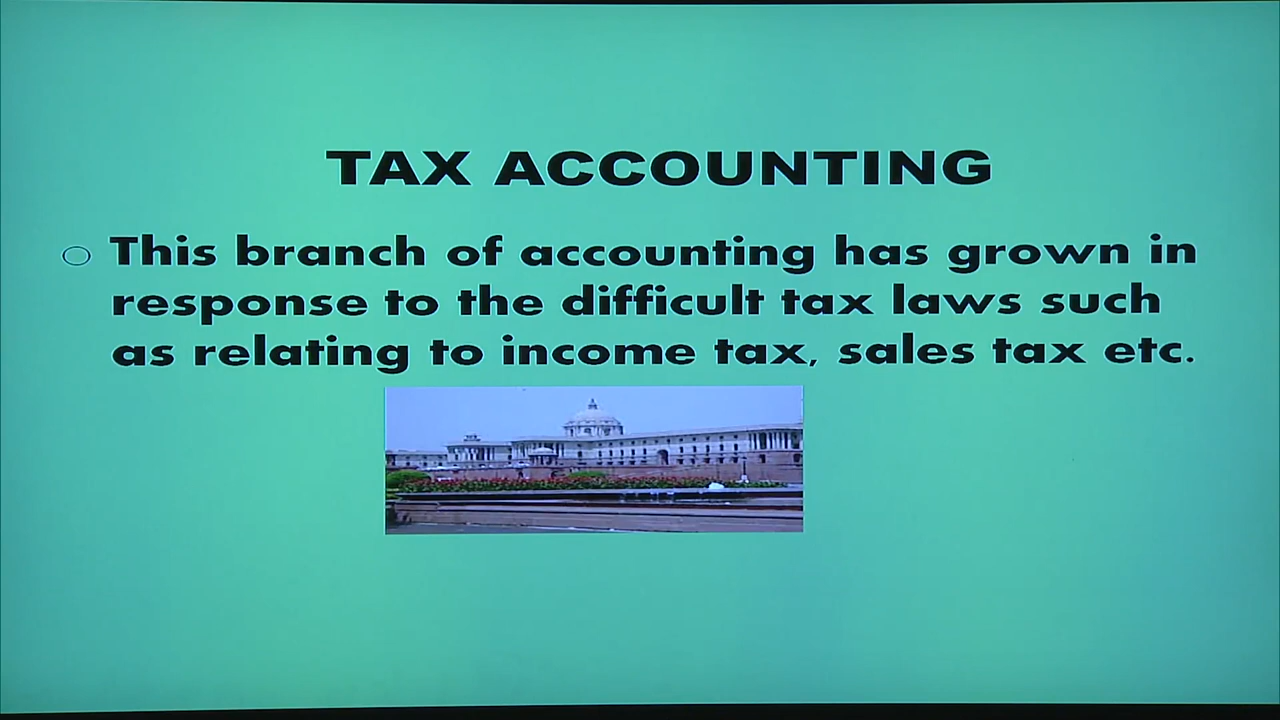 TAX ACCOUNTING
This branch of accounting has grown in
response to the difficult tax laws such
as relating to income tax, sales tax etc.